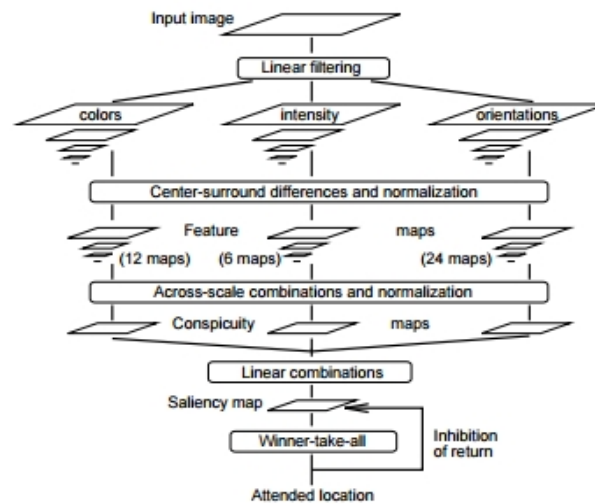 Input image
Linear filtering
colors intensity orientations
Center-surround differences and normalization
Feature maps
(12 maps) (6 maps) (24 maps)
Across-scale combinations and normalization
Conspicuity maps
Linear combinations
Saliency map
Winner-take-all
Inhibition
of return
Attended location